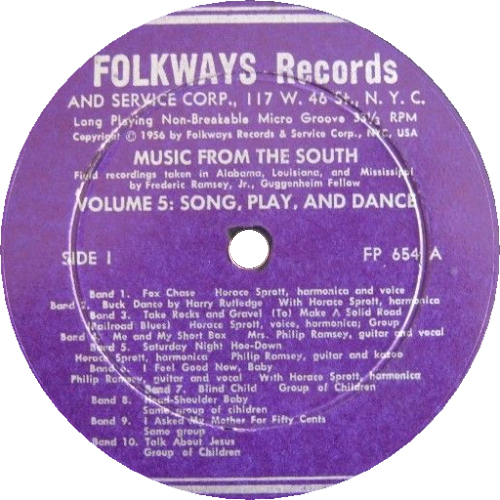 FOLKWAYS Records
AND SERVICE CORP., 117 W. 46 St., N. Y. C.
Long Playing Non-Breakable Micro Groove 33⅓ RPM
Copyright © 1956 by Folkways Records & Service Corp., NYC, USA
MUSIC FROM THE SOUTH
Field recordings taken in Alabama, Louisiana, and Mississippi
by Frederic Ramsey, Jr., Guggenheim Fellow
VOLUME 5: SONG, PLAY, AND DANCE
SIDE 1 FP 654 A
Band 1. Fox Chase Horace Sprott, harmonica and voice
Band 2. Buck Dance by Harry Rutledge With Horace Sprott, harmonica
Band 3. Take Rocks and Gravel (To) Make A Solid Road
(Railroad Blues) Horace Sprott, voice, harmonica; Group
Band 4. Me and My Short Box Mrs. Philip Ramsey, guitar and vocal
Band 5. Saturday Night Hoe-Down
Horace Sprott, harmonica Philip Ramsey, guitar and kazoo
Band 6. I Feel Good Now, Baby
Philip Ramsey, guitar and vocal With Horace Sprott, harmonica
Band 7. Blind Child Group of Children
Band 8. Head-Shoulder Baby
Same group of children
Band 9. I Asked My Mother For Fifty Cents
Same group
Band 10. Talk About Jesus
Group of Children